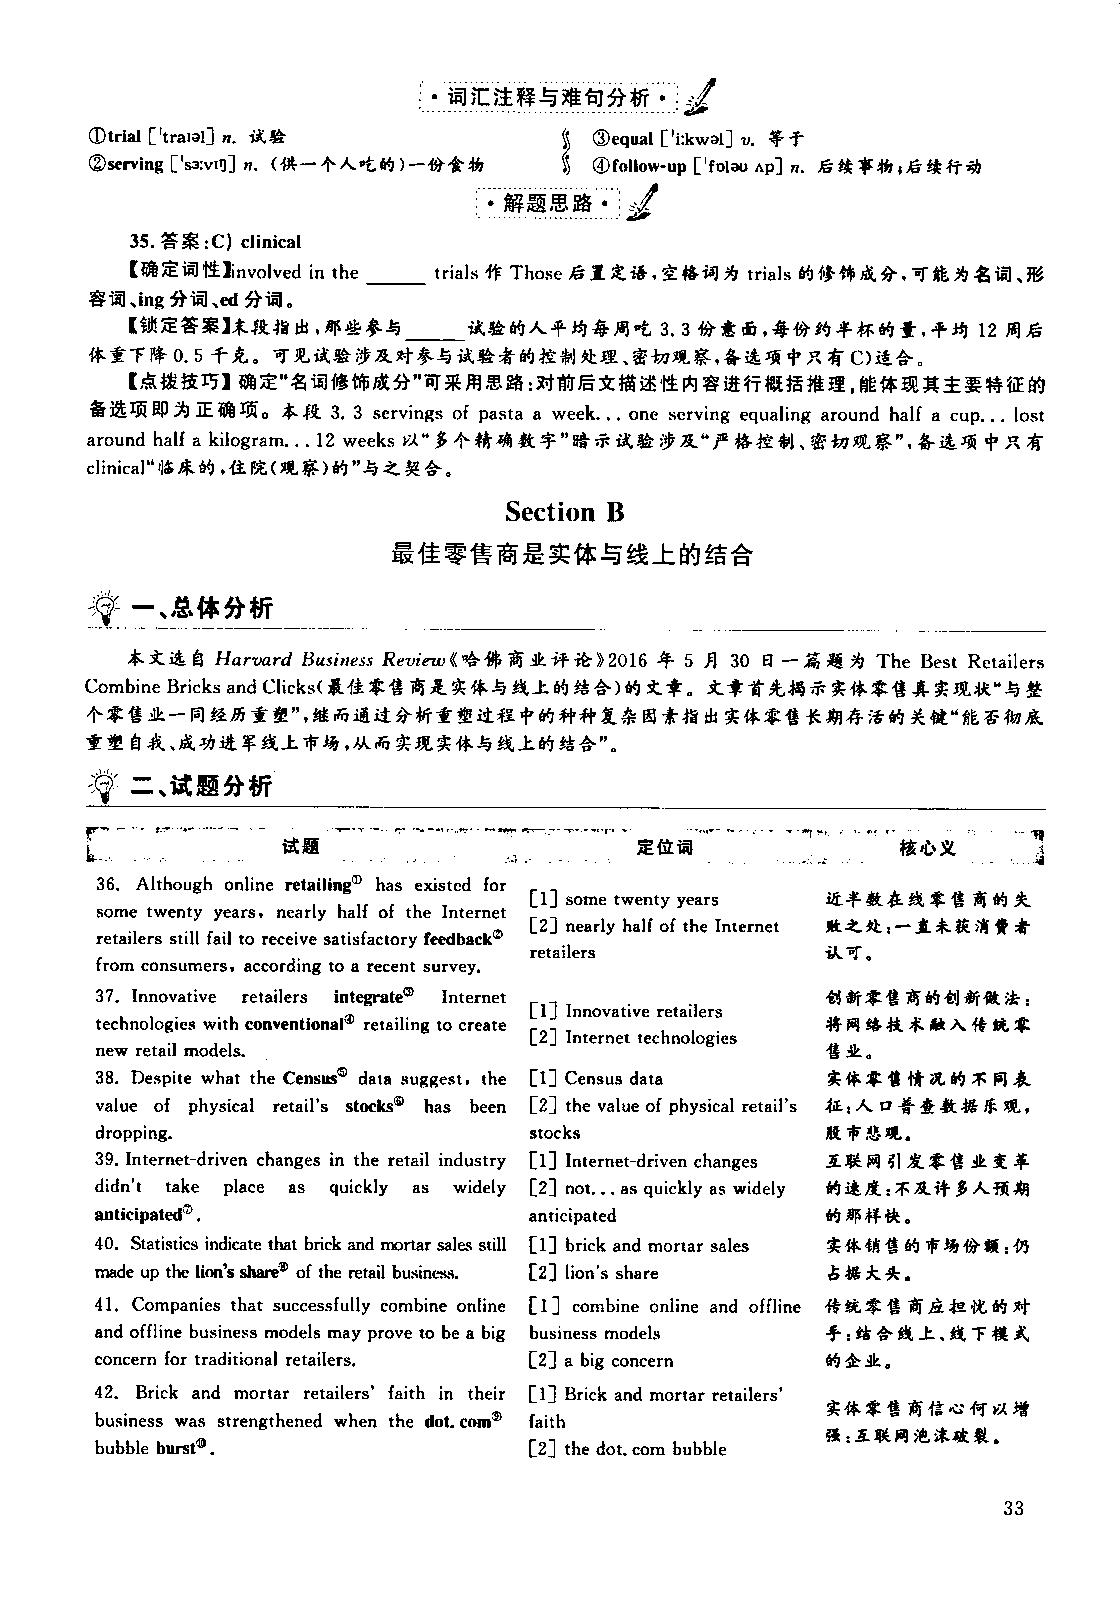 ·词汇注释与难句分析·
①trial [ˈtraɪəl] n. 试验
②serving [ˈsɜːvɪŋ] n. (供一个人吃的)一份食物
③equal [ˈiːkwəl] v. 等于
④follow-up [ˈfɒləʊ ʌp] n. 后续事物;后续行动
·解题思路·
35. 答案:C) clinical
【确定词性】involved in the ______ trials 作 Those 后置定语,空格词为 trials 的修饰成分,可能为名词、形
容词、ing 分词、ed 分词。
【锁定答案】末段指出,那些参与______试验的人平均每周吃 3.3 份意面,每份约半杯的量,平均 12 周后
体重下降 0.5 千克。可见试验涉及对参与试验者的控制处理、密切观察,备选项中只有 C)适合。
【点拨技巧】确定“名词修饰成分”可采用思路:对前后文描述性内容进行概括推理,能体现其主要特征的
备选项即为正确项。本段 3.3 servings of pasta a week... one serving equaling around half a cup... lost
around half a kilogram... 12 weeks 以“多个精确数字”暗示试验涉及“严格控制、密切观察”,备选项中只有
clinical“临床的,住院(观察)的”与之契合。
Section B
最佳零售商是实体与线上的结合
一、总体分析
本文选自 Harvard Business Review《哈佛商业评论》2016 年 5 月 30 日一篇题为 The Best Retailers
Combine Bricks and Clicks(最佳零售商是实体与线上的结合)的文章。文章首先揭示实体零售真实现状“与整
个零售业一同经历重塑”,继而通过分析重塑过程中的种种复杂因素指出实体零售长期存活的关键“能否彻底
重塑自我、成功进军线上市场,从而实现实体与线上的结合”。
二、试题分析
试题 定位词 核心义
36. Although online retailing① has existed for
some twenty years, nearly half of the Internet
retailers still fail to receive satisfactory feedback②
from consumers, according to a recent survey.
[1] some twenty years
[2] nearly half of the Internet
retailers
近半数在线零售商的失
败之处:一直未获消费者
认可。
37. Innovative retailers integrate③ Internet
technologies with conventional④ retailing to create
new retail models.
[1] Innovative retailers
[2] Internet technologies
创新零售商的创新做法:
将网络技术融入传统零
售业。
38. Despite what the Census⑤ data suggest, the
value of physical retail's stocks⑥ has been
dropping.
[1] Census data
[2] the value of physical retail's
stocks
实体零售情况的不同表
征:人口普查数据乐观,
股市悲观。
39. Internet-driven changes in the retail industry
didn't take place as quickly as widely
anticipated⑦.
[1] Internet-driven changes
[2] not... as quickly as widely
anticipated
互联网引发零售业变革
的速度:不及许多人预期
的那样快。
40. Statistics indicate that brick and mortar sales still
made up the lion's share⑧ of the retail business.
[1] brick and mortar sales
[2] lion's share
实体销售的市场份额:仍
占据大头。
41. Companies that successfully combine online
and offline business models may prove to be a big
concern for traditional retailers.
[1] combine online and offline
business models
[2] a big concern
传统零售商应担忧的对
手:结合线上、线下模式
的企业。
42. Brick and mortar retailers' faith in their
business was strengthened when the dot. com⑨
bubble burst⑩.
[1] Brick and mortar retailers'
faith
[2] the dot. com bubble
实体零售商信心何以增
强:互联网泡沫破裂。
33